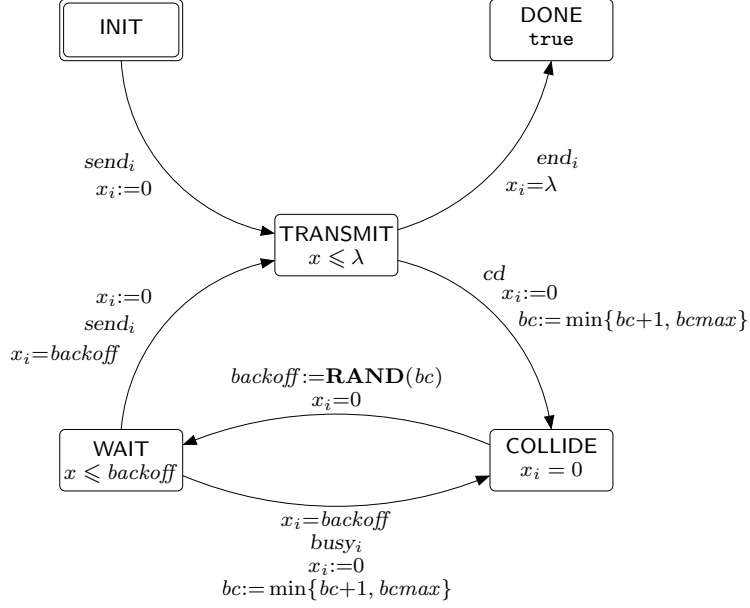 INIT
DONE
true
send_i
x_i:=0
end_i
x_i=λ
TRANSMIT
x ⩽ λ
cd
x_i:=0
bc:= min{bc+1, bcmax}
x_i:=0
send_i
x_i=backoff
backoff:=RAND(bc)
x_i=0
WAIT
x ⩽ backoff
COLLIDE
x_i = 0
x_i=backoff
busy_i
x_i:=0
bc:= min{bc+1, bcmax}